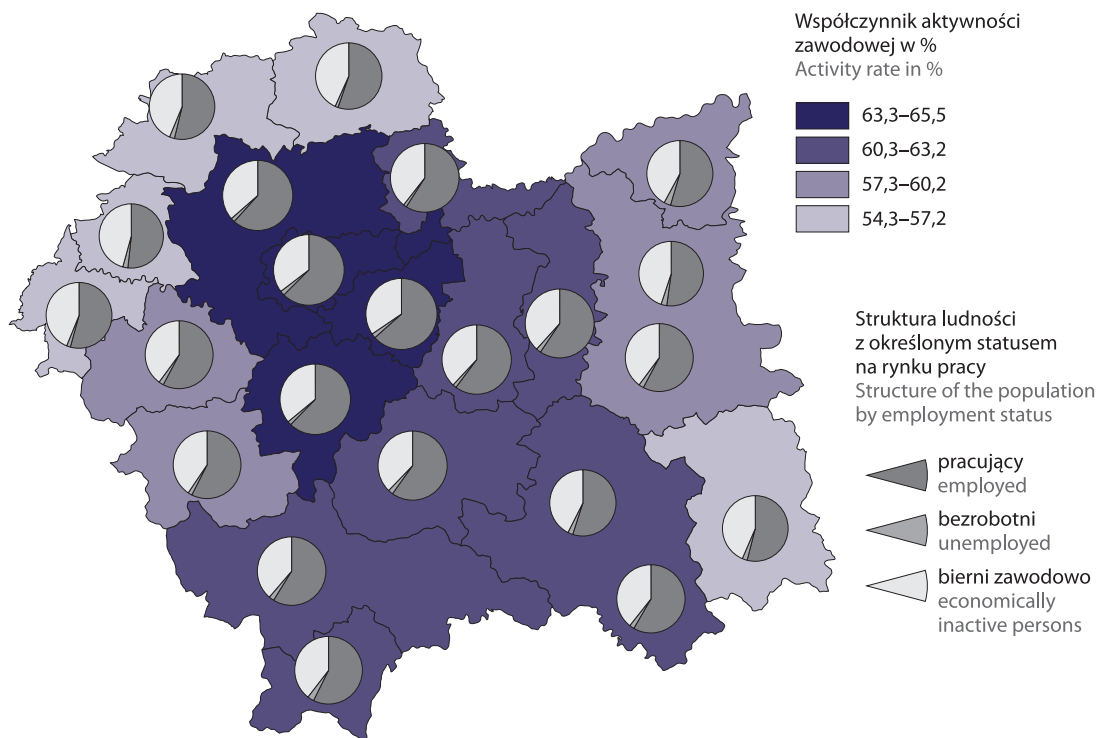 Współczynnik aktywności
zawodowej w %
Activity rate in %
63,3–65,5
60,3–63,2
57,3–60,2
54,3–57,2
Struktura ludności
z określonym statusem
na rynku pracy
Structure of the population
by employment status
pracujący
employed
bezrobotni
unemployed
bierni zawodowo
economically
inactive persons